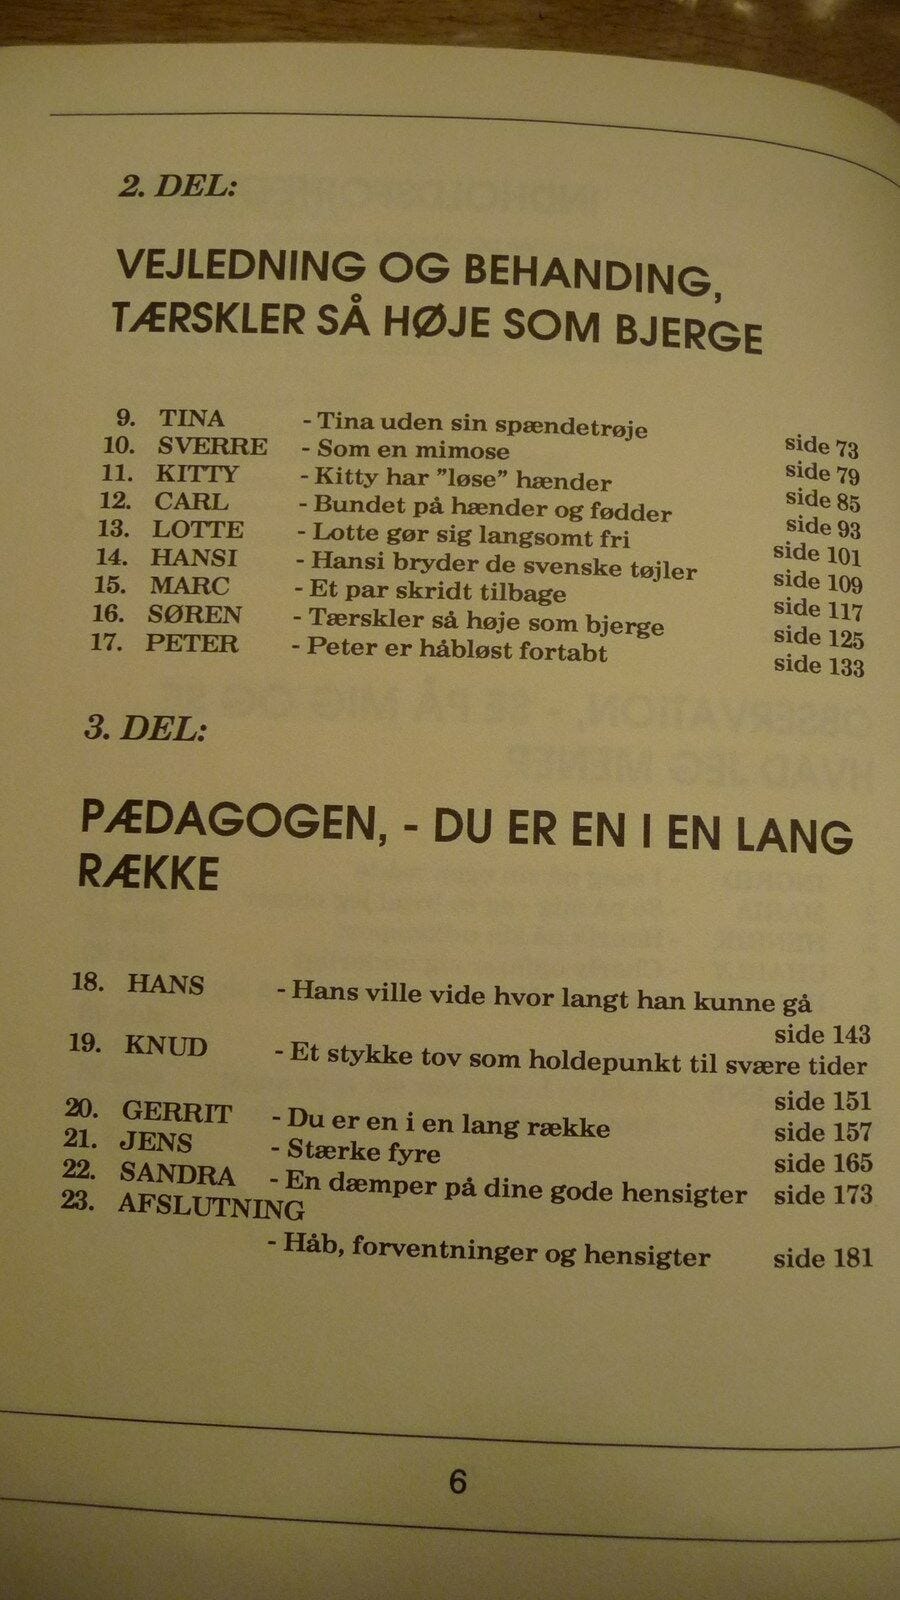 2. DEL:
VEJLEDNING OG BEHANDING,
TÆRSKLER SÅ HØJE SOM BJERGE
9. TINA - Tina uden sin spændetrøje side 73
10. SVERRE - Som en mimose side 79
11. KITTY - Kitty har ”løse” hænder side 85
12. CARL - Bundet på hænder og fødder side 93
13. LOTTE - Lotte gør sig langsomt fri side 101
14. HANSI - Hansi bryder de svenske tøjler side 109
15. MARC - Et par skridt tilbage side 117
16. SØREN - Tærskler så høje som bjerge side 125
17. PETER - Peter er håbløst fortabt side 133
3. DEL:
PÆDAGOGEN, - DU ER EN I EN LANG
RÆKKE
18. HANS - Hans ville vide hvor langt han kunne gå
side 143
19. KNUD - Et stykke tov som holdepunkt til svære tider
side 151
20. GERRIT - Du er en i en lang række side 157
21. JENS - Stærke fyre side 165
22. SANDRA - En dæmper på dine gode hensigter side 173
23. AFSLUTNING
- Håb, forventninger og hensigter side 181
6